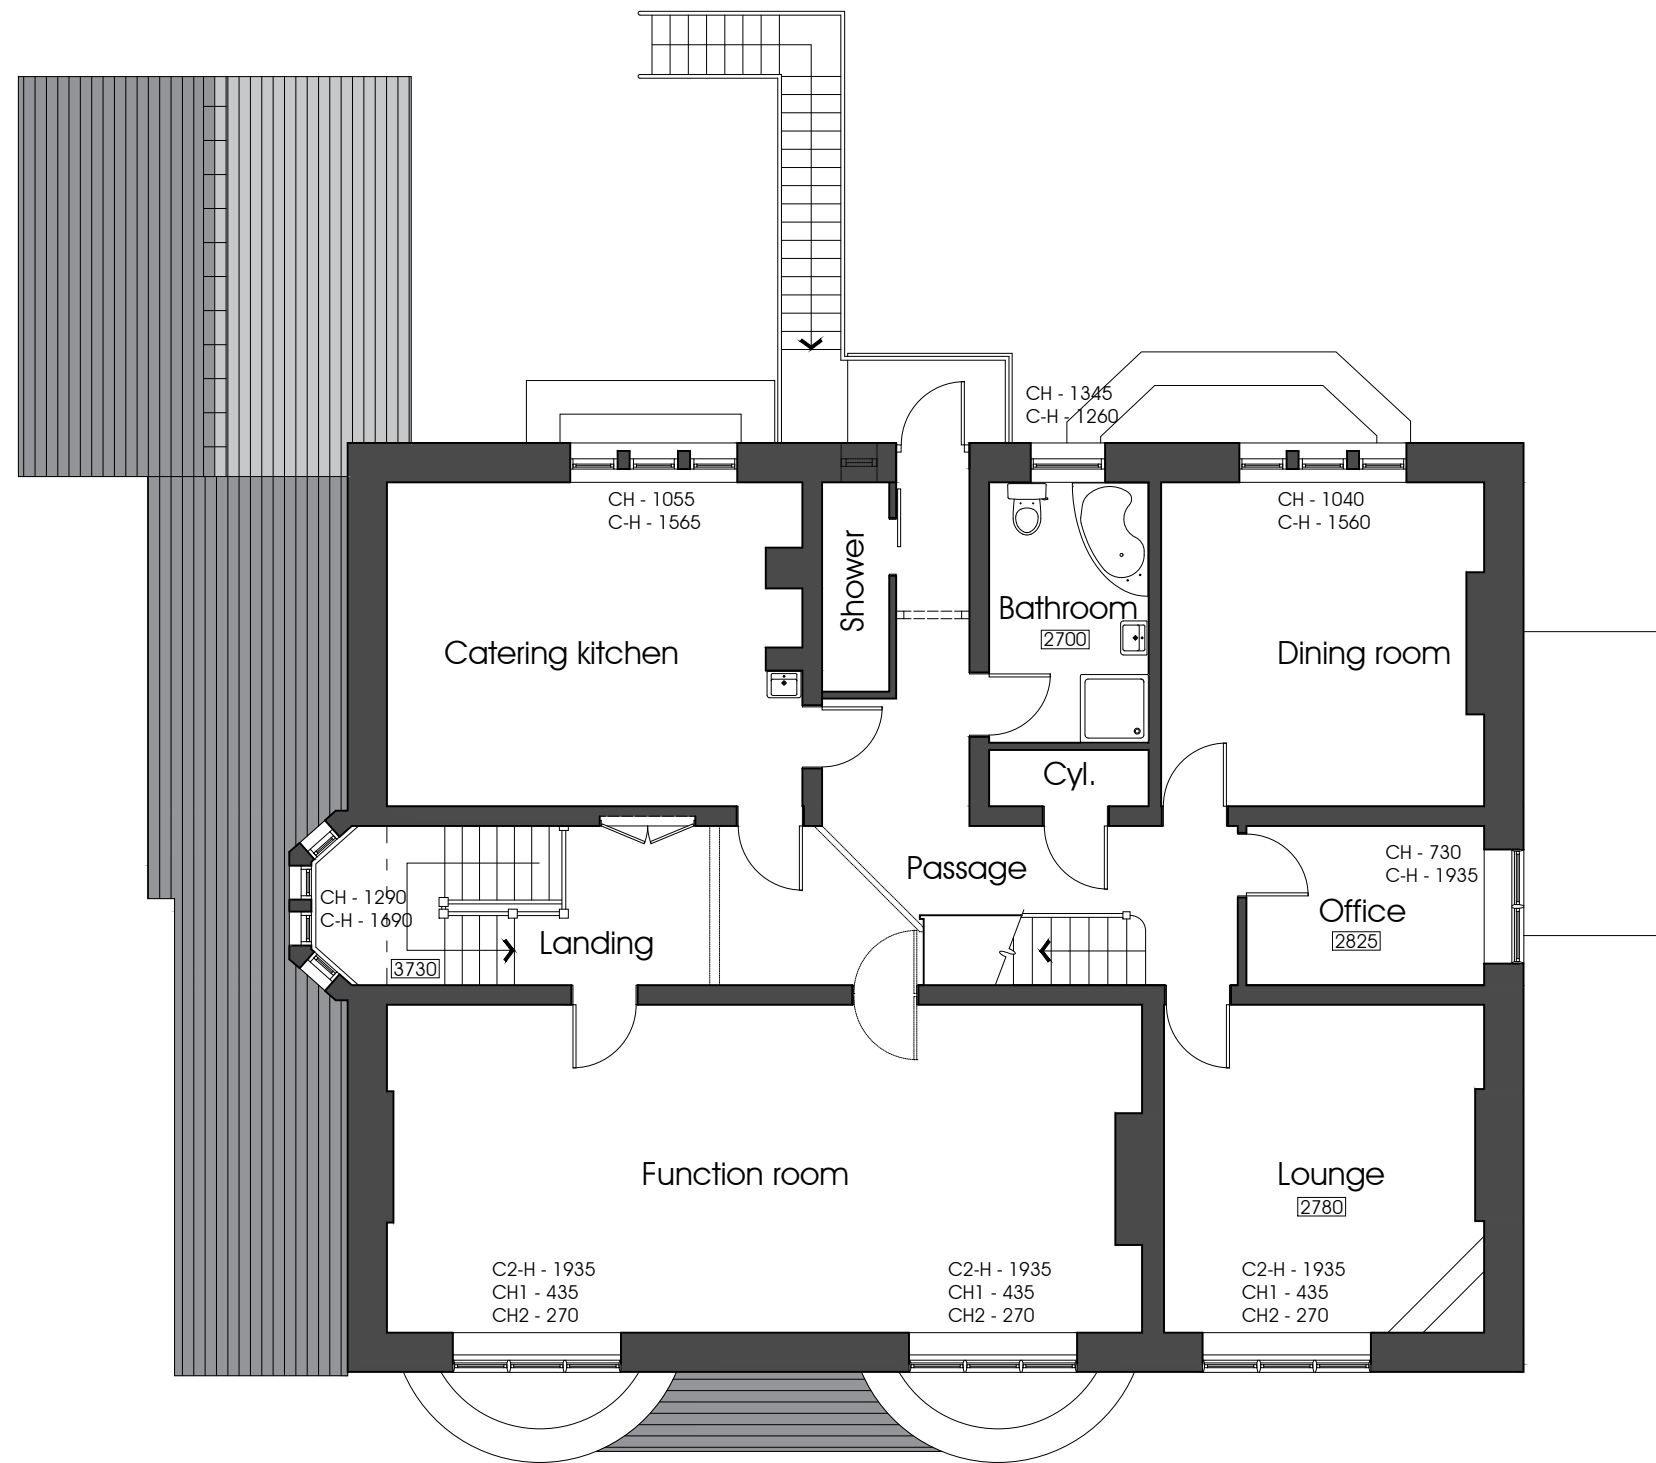 CH - 1345
C-H - 1260
CH - 1055
C-H - 1565
CH - 1040
C-H - 1560
Shower
Bathroom
2700
Catering kitchen
Dining room
Cyl.
Passage
CH - 730
C-H - 1935
Office
2825
CH - 1290
C-H - 1690
Landing
3730
Function room
Lounge
2780
C2-H - 1935
CH1 - 435
CH2 - 270
C2-H - 1935
CH1 - 435
CH2 - 270
C2-H - 1935
CH1 - 435
CH2 - 270